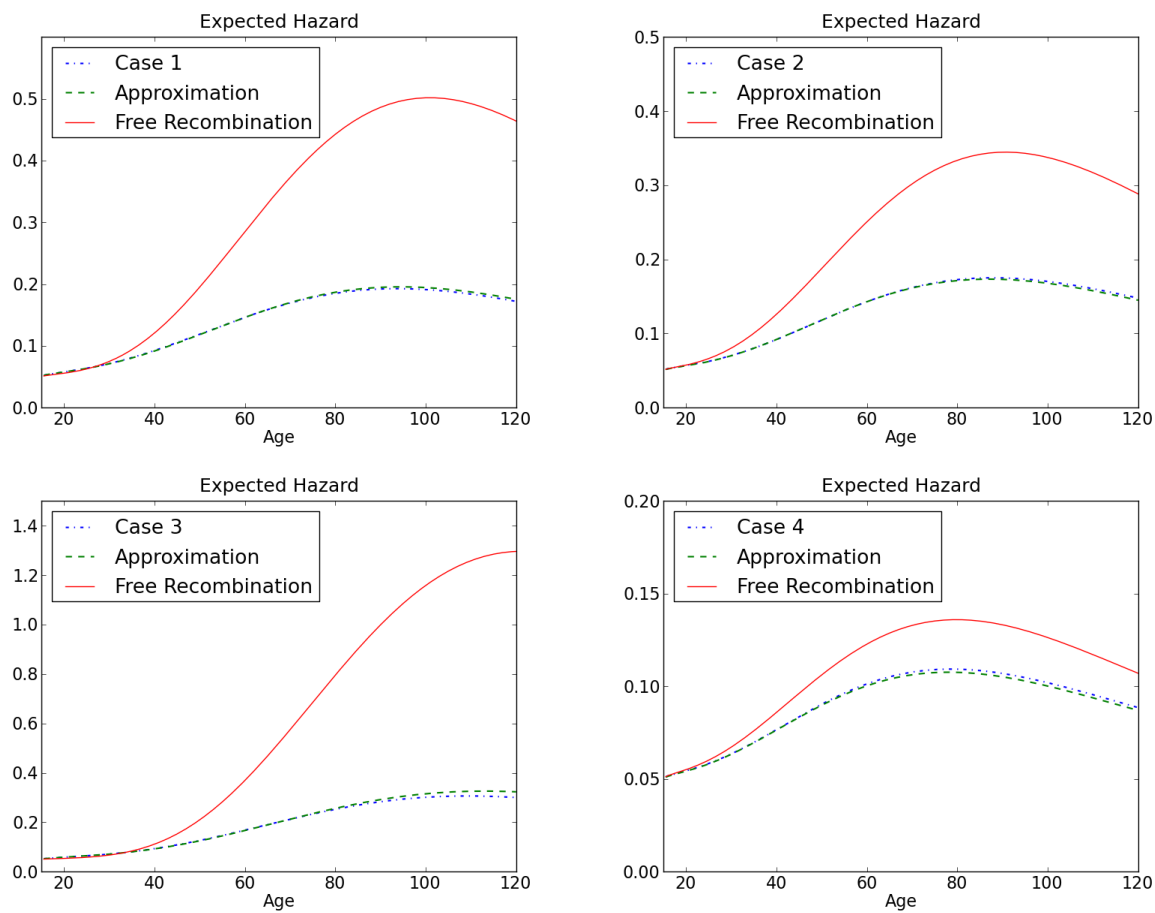 Expected Hazard
Case 1
Approximation
Free Recombination
0.5
0.4
0.3
0.2
0.1
0.0
20 40 60 80 100 120
Age
Expected Hazard
0.5
Case 2
Approximation
Free Recombination
0.4
0.3
0.2
0.1
0.0
20 40 60 80 100 120
Age
Expected Hazard
1.4
Case 3
Approximation
Free Recombination
1.2
1.0
0.8
0.6
0.4
0.2
0.0
20 40 60 80 100 120
Age
Expected Hazard
0.20
Case 4
Approximation
Free Recombination
0.15
0.10
0.05
0.00
20 40 60 80 100 120
Age